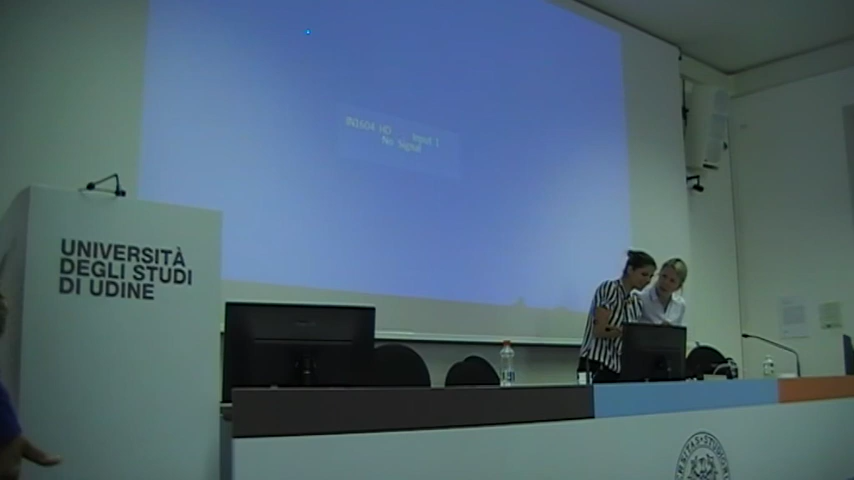 IN1604 HD input 1
No signal
UNIVERSITÀ
DEGLI STUDI
DI UDINE